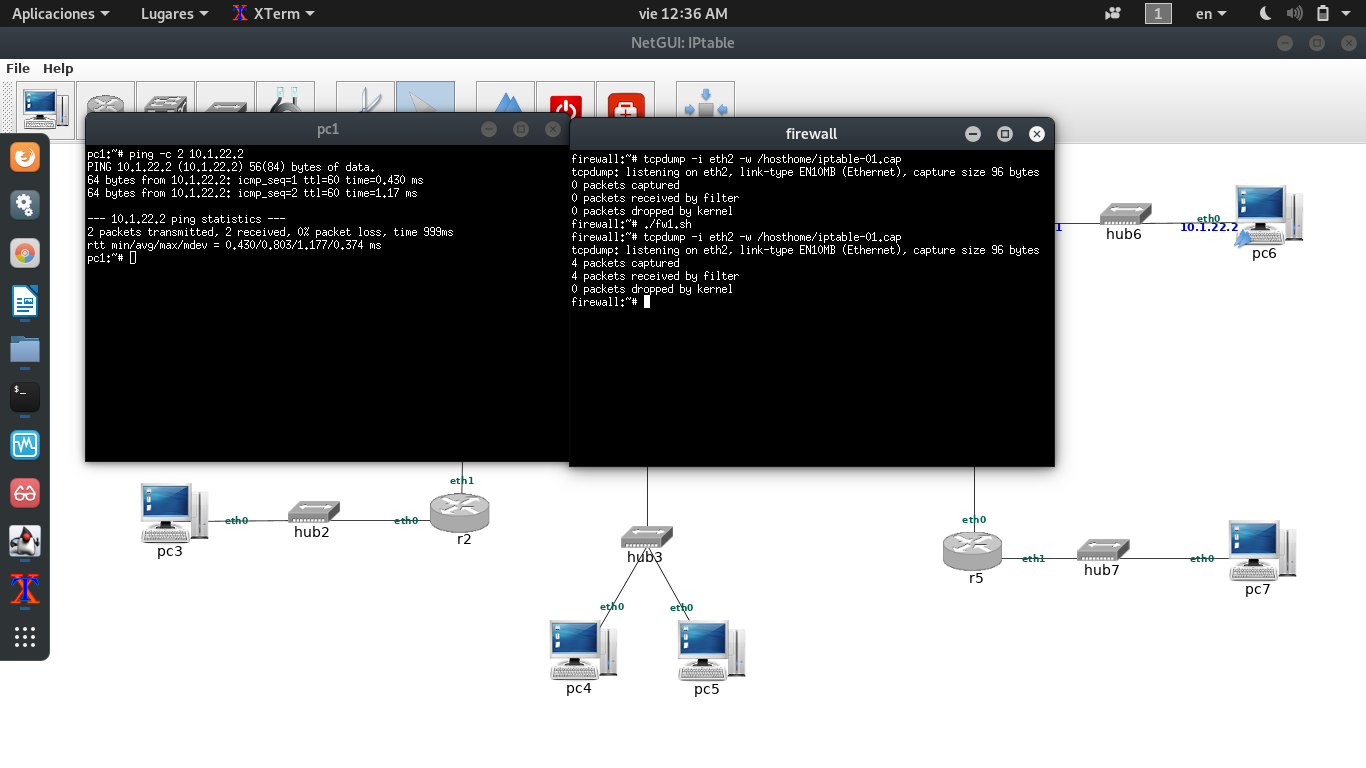 Aplicaciones
Lugares
XTerm
vie 12:36 AM
1
en
NetGUI: IPtable
File
Help
pc1
pc1:~# ping -c 2 10.1.22.2
PING 10.1.22.2 (10.1.22.2) 56(84) bytes of data.
64 bytes from 10.1.22.2: icmp_seq=1 ttl=60 time=0.430 ms
64 bytes from 10.1.22.2: icmp_seq=2 ttl=60 time=1.17 ms
--- 10.1.22.2 ping statistics ---
2 packets transmitted, 2 received, 0% packet loss, time 999ms
rtt min/avg/max/mdev = 0.430/0.803/1.177/0.374 ms
pc1:~#
firewall
firewall:~# tcpdump -i eth2 -w /hosthome/iptable-01.cap
tcpdump: listening on eth2, link-type EN10MB (Ethernet), capture size 96 bytes
0 packets captured
0 packets received by filter
0 packets dropped by kernel
firewall:~# ./fw1.sh
firewall:~# tcpdump -i eth2 -w /hosthome/iptable-01.cap
tcpdump: listening on eth2, link-type EN10MB (Ethernet), capture size 96 bytes
4 packets captured
4 packets received by filter
0 packets dropped by kernel
firewall:~#
1
hub6
eth0
10.1.22.2
pc6
$_
pc3
eth0
hub2
eth0
eth1
r2
hub3
eth0
eth0
pc4
pc5
eth0
r5
eth1
hub7
eth0
pc7